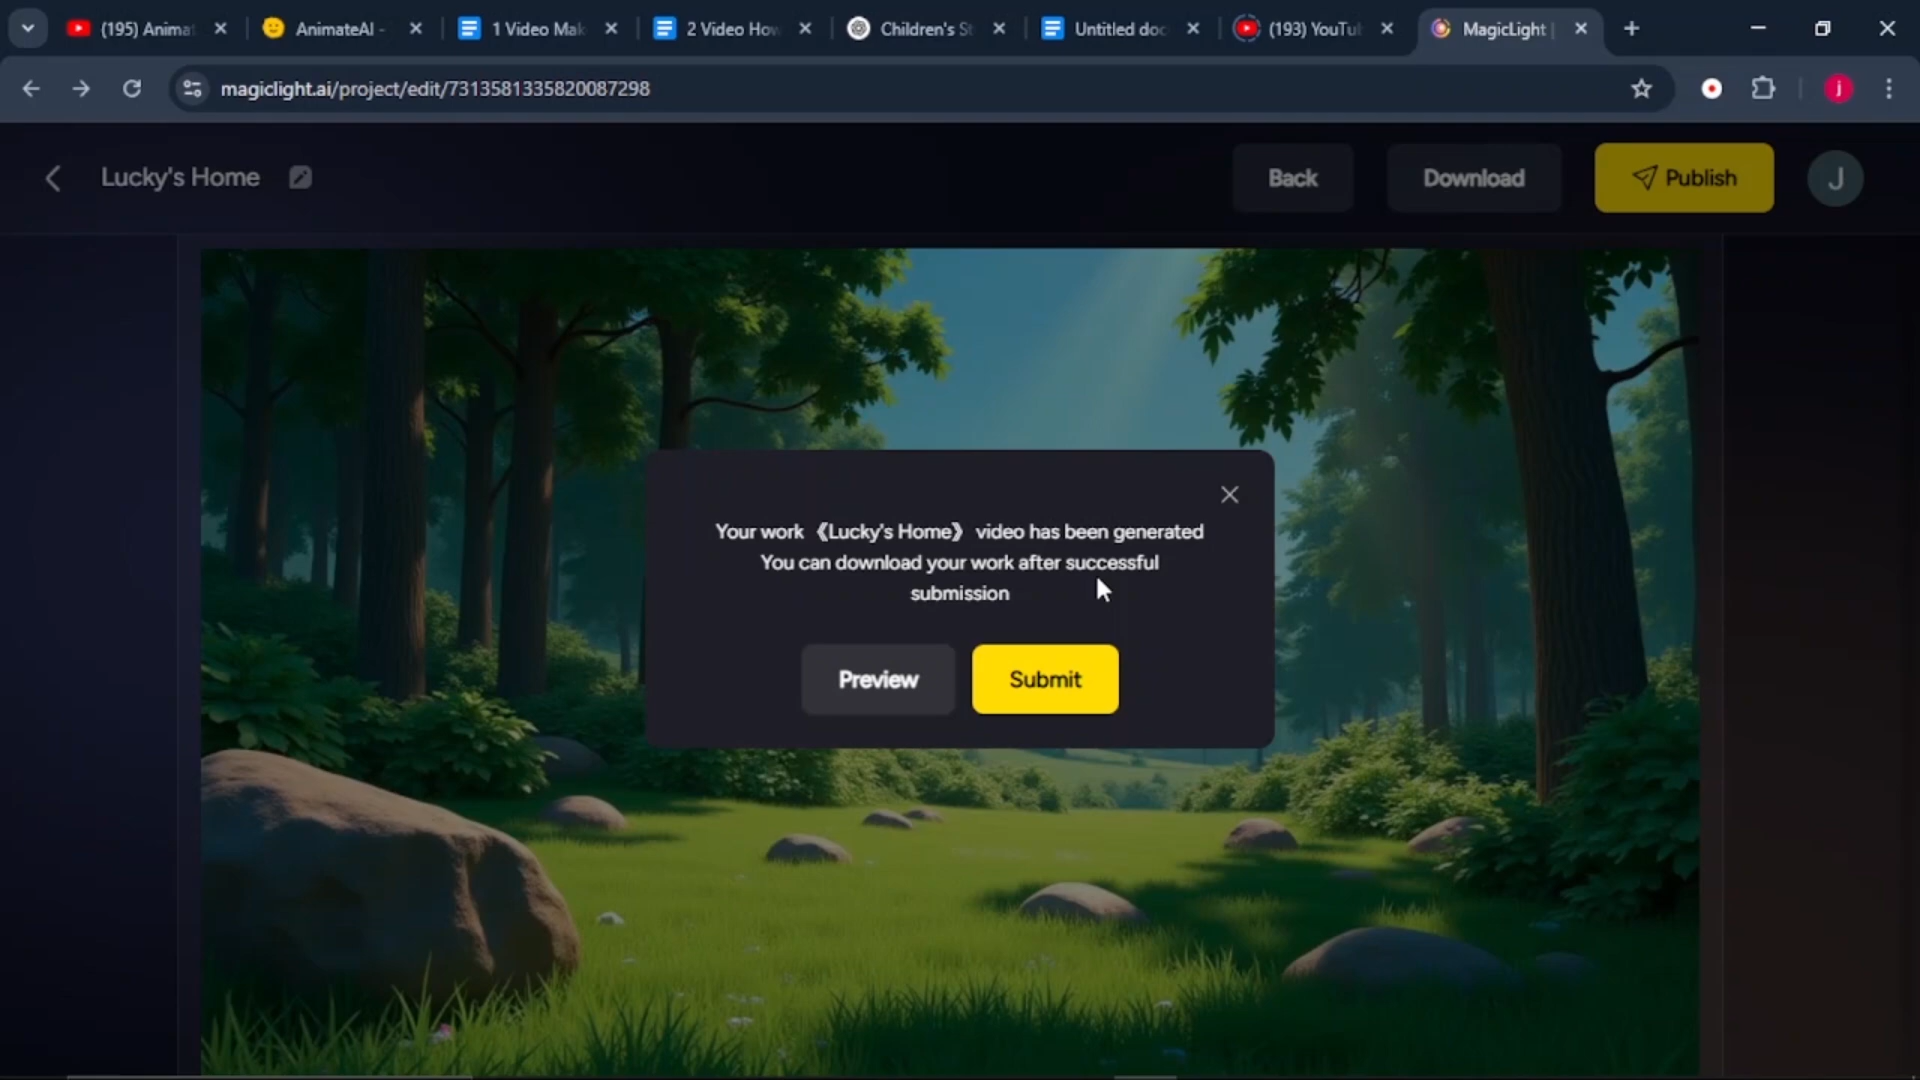 (195) Animat
AnimateAI -
1 Video Mak
2 Video How
Children's St
Untitled doc
(193) YouTub
MagicLight |
magiclight.ai/project/edit/7313581335820087298
j
Lucky's Home
Back
Download
Publish
J
Your work 《Lucky's Home》 video has been generated
You can download your work after successful
submission
Preview
Submit